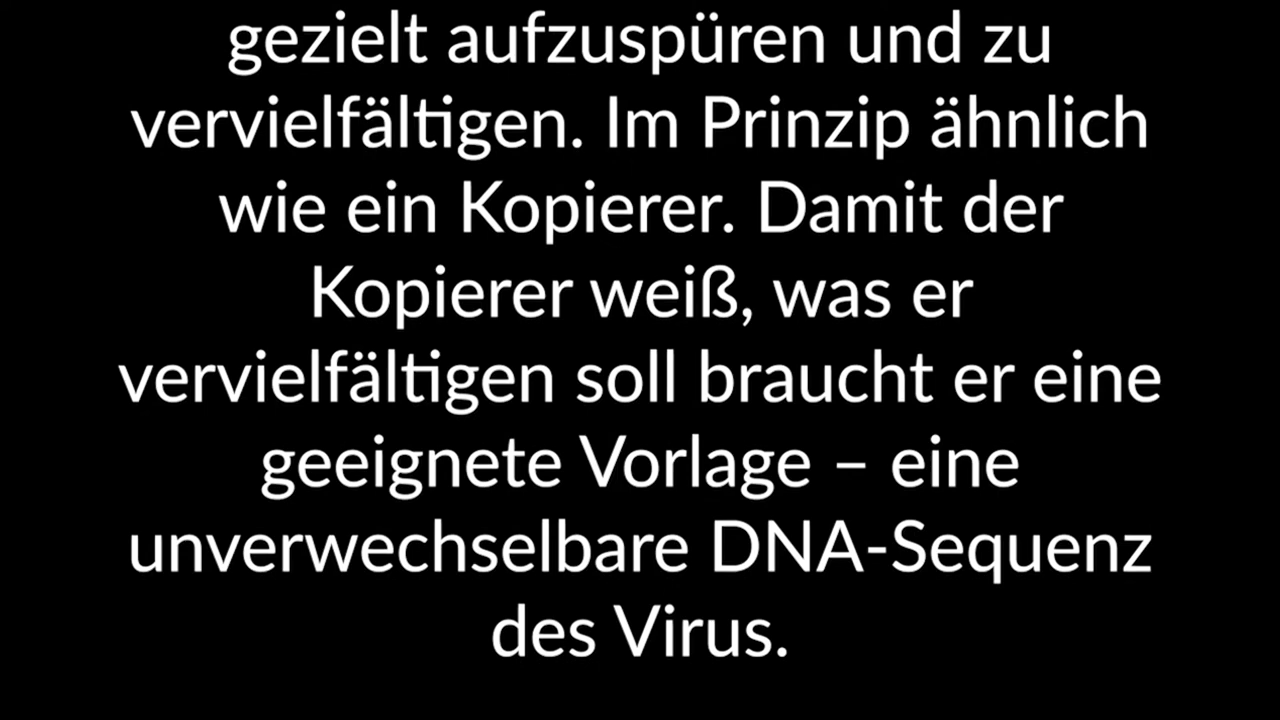 gezielt aufzuspüren und zu
vervielfältigen. Im Prinzip ähnlich
wie ein Kopierer. Damit der
Kopierer weiß, was er
vervielfältigen soll braucht er eine
geeignete Vorlage – eine
unverwechselbare DNA-Sequenz
des Virus.